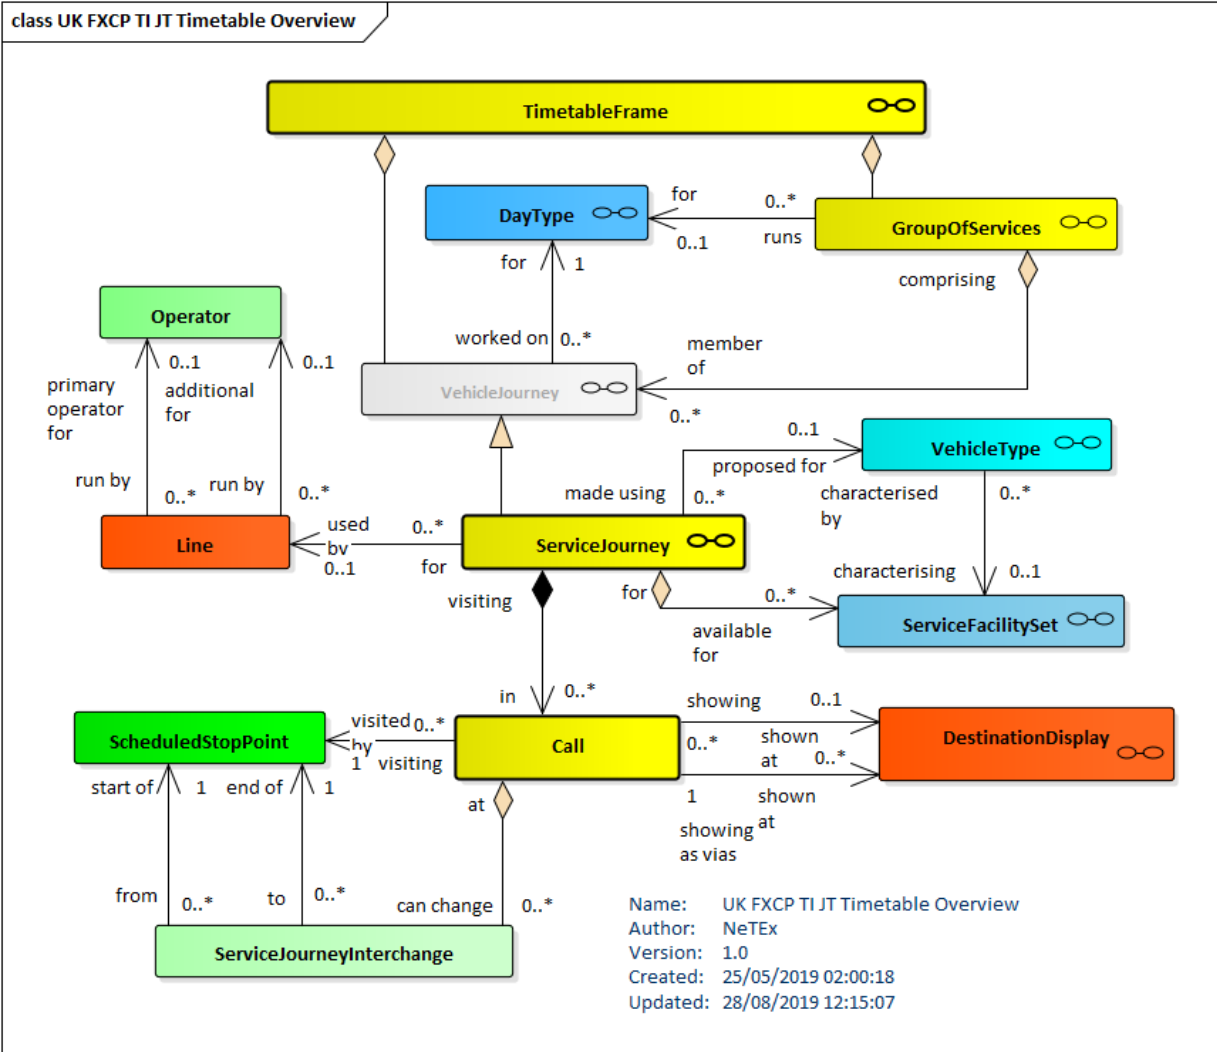 class UK FXCP TI JT Timetable Overview
TimetableFrame
DayType
for
0..*
0..1
runs
GroupOfServices
for
1
comprising
Operator
worked on
0..*
member
of
0..1
0..1
primary
operator
for
additional
for
VehicleJourney
0..*
0..1
VehicleType
proposed for
run by
0..*
run by
0..*
made using
0..*
characterised
by
0..*
Line
used
by
0..1
0..*
for
ServiceJourney
visiting
for
0..*
characterising
0..1
available
for
ServiceFacilitySet
in
0..*
showing
0..1
ScheduledStopPoint
visited
by
0..*
1
visiting
Call
0..*
shown
at
0..*
DestinationDisplay
start of
1
end of
1
at
1
shown
at
showing
as vias
from
0..*
to
0..*
can change
0..*
ServiceJourneyInterchange
Name: UK FXCP TI JT Timetable Overview
Author: NeTEx
Version: 1.0
Created: 25/05/2019 02:00:18
Updated: 28/08/2019 12:15:07